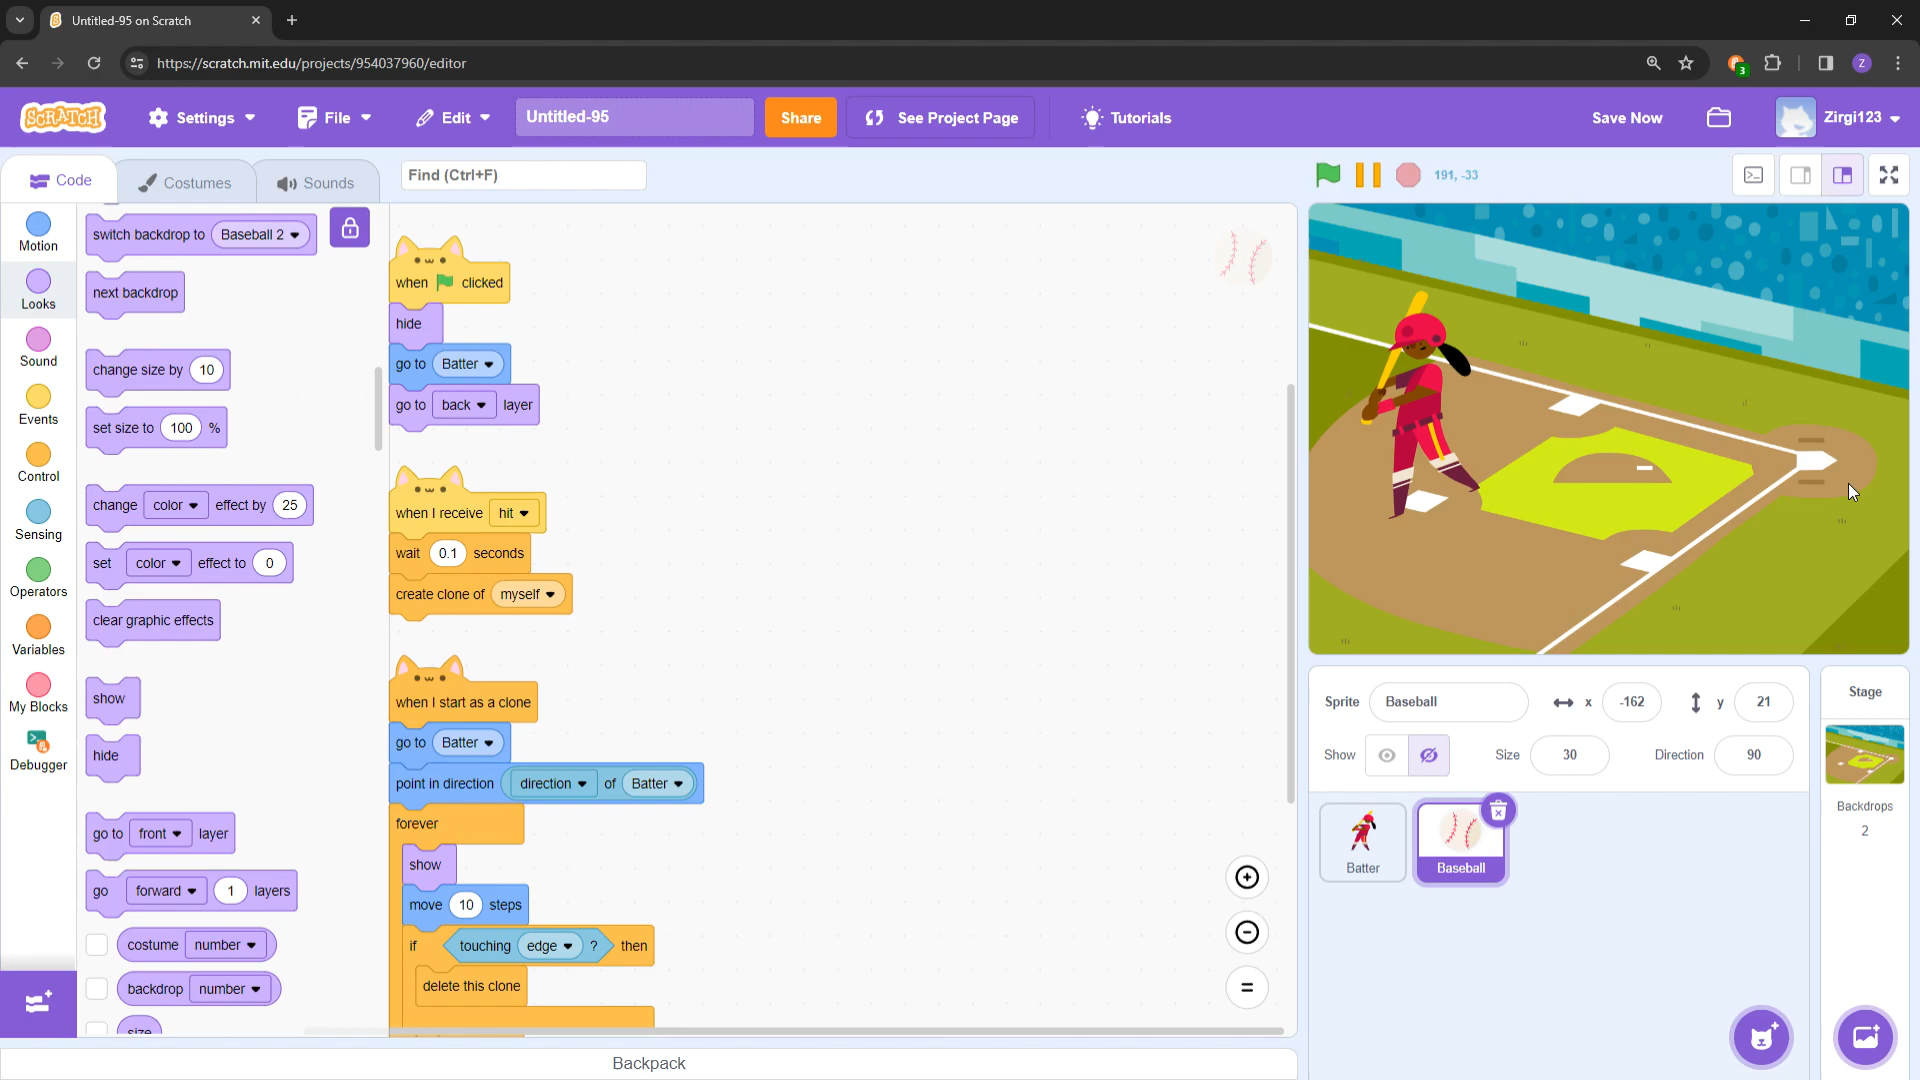 Untitled-95 on Scratch
https://scratch.mit.edu/projects/954037960/editor
3
Z
SCRATCH
Settings
File
Edit
Untitled-95
Share
See Project Page
Tutorials
Save Now
Zirgi123
Code
Costumes
Sounds
Find (Ctrl+F)
191, -33
Motion
Looks
Sound
Events
Control
Sensing
Operators
Variables
My Blocks
Debugger
switch backdrop to Baseball 2
next backdrop
change size by 10
set size to 100 %
change color effect by 25
set color effect to 0
clear graphic effects
show
hide
go to front layer
go forward 1 layers
costume number
backdrop number
size
when clicked
hide
go to Batter
go to back layer
when I receive hit
wait 0.1 seconds
create clone of myself
when I start as a clone
go to Batter
point in direction direction of Batter
forever
show
move 10 steps
if touching edge ? then
delete this clone
Sprite Baseball x -162 y 21
Show Size 30 Direction 90
Batter
Baseball
Stage
Backdrops
2
Backpack